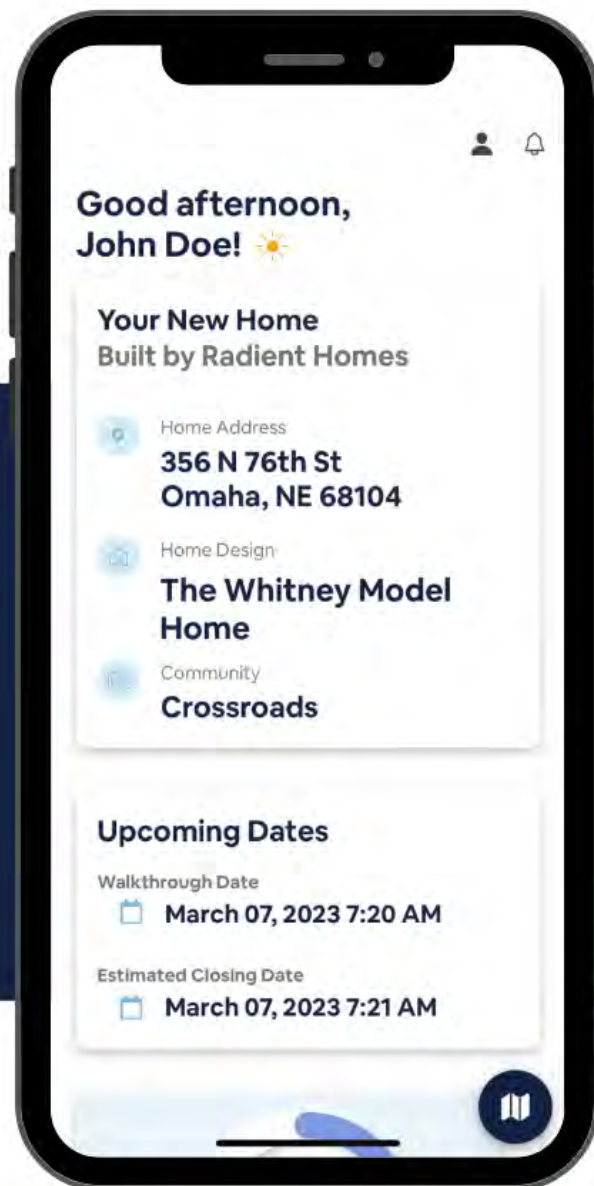 Good afternoon,
John Doe!
Your New Home
Built by Radient Homes
Home Address
356 N 76th St
Omaha, NE 68104
Home Design
The Whitney Model
Home
Community
Crossroads
Upcoming Dates
Walkthrough Date
March 07, 2023 7:20 AM
Estimated Closing Date
March 07, 2023 7:21 AM